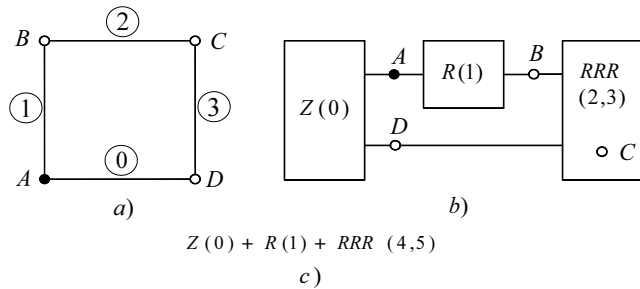 2
B C
A B
RRR
(2,3)
R(1)
1 3
Z(0)
D
0
A D
C
a) b)
Z(0) + R(1) + RRR (4,5)
c)